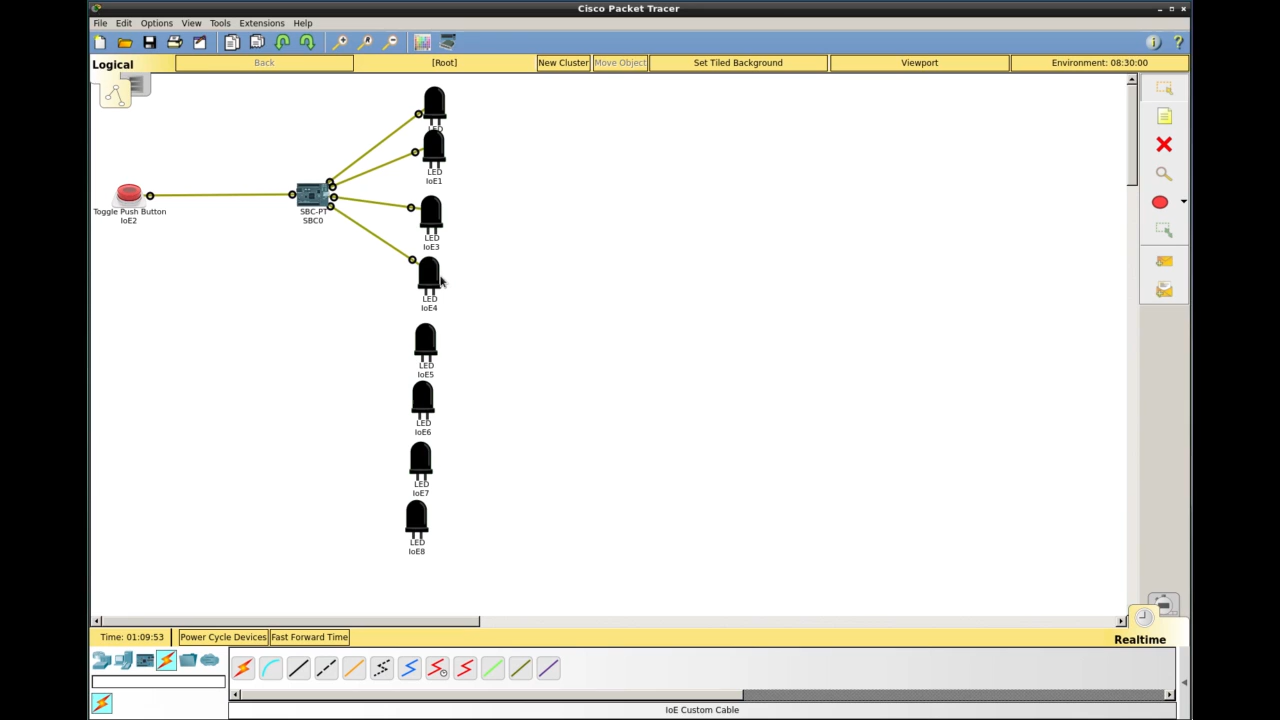 Cisco Packet Tracer
File Edit Options View Tools Extensions Help
Logical Back [Root] New Cluster Move Object Set Tiled Background Viewport Environment: 08:30:00
LED
LED
IoE1
Toggle Push Button
IoE2
SBC-PT
SBC0
LED
IoE3
LED
IoE4
LED
IoE5
LED
IoE6
LED
IoE7
LED
IoE8
Time: 01:09:53 Power Cycle Devices Fast Forward Time
Realtime
IoE Custom Cable